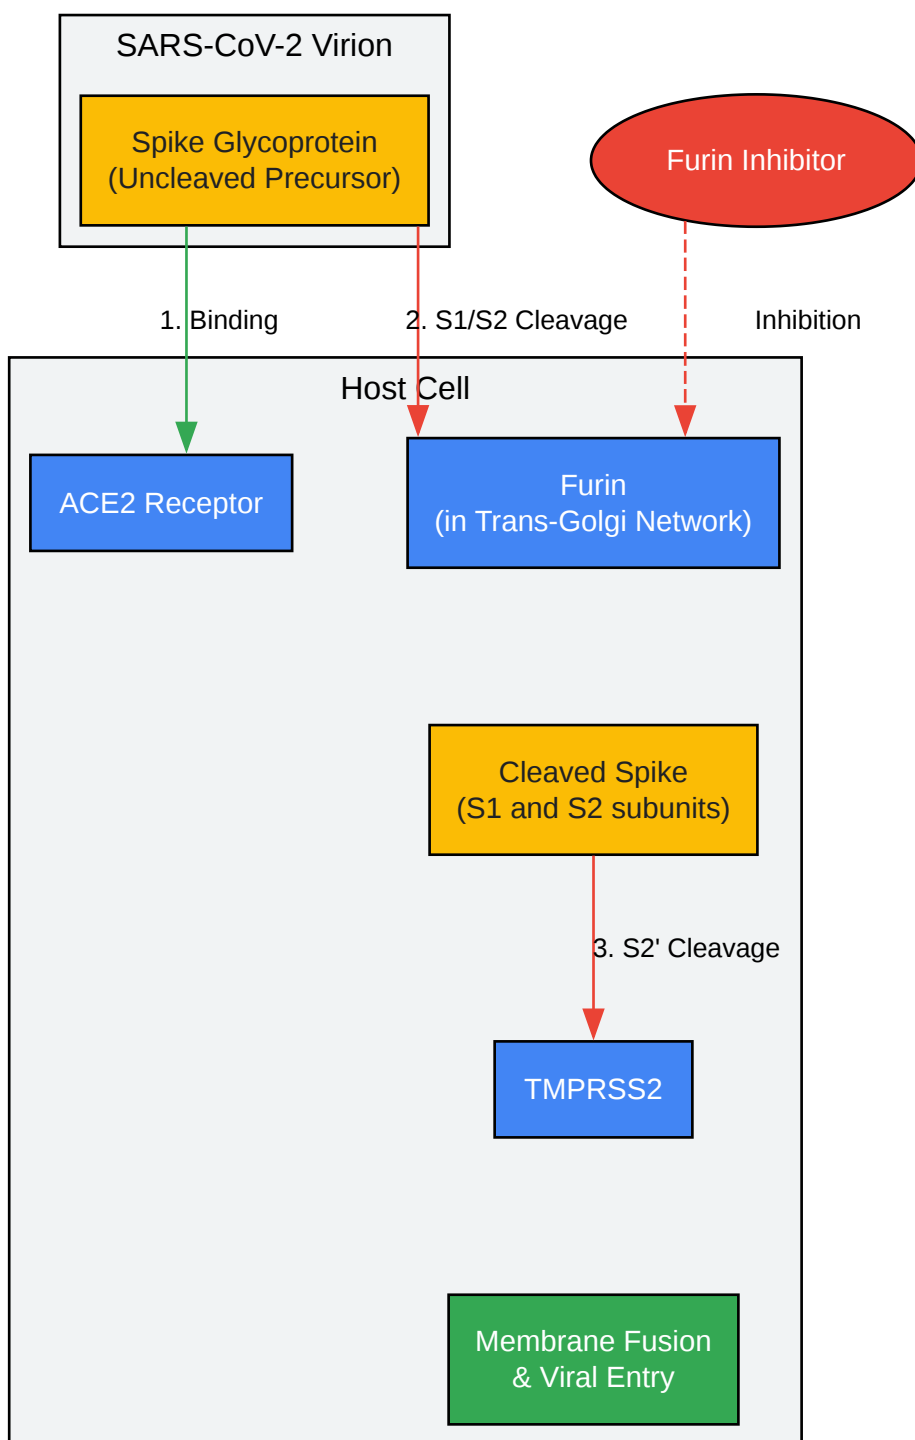 SARS-CoV-2 Virion
Spike Glycoprotein
(Uncleaved Precursor)
Furin Inhibitor
1. Binding
2. S1/S2 Cleavage
Inhibition
Host Cell
ACE2 Receptor
Furin
(in Trans-Golgi Network)
Cleaved Spike
(S1 and S2 subunits)
3. S2' Cleavage
TMPRSS2
Membrane Fusion
& Viral Entry